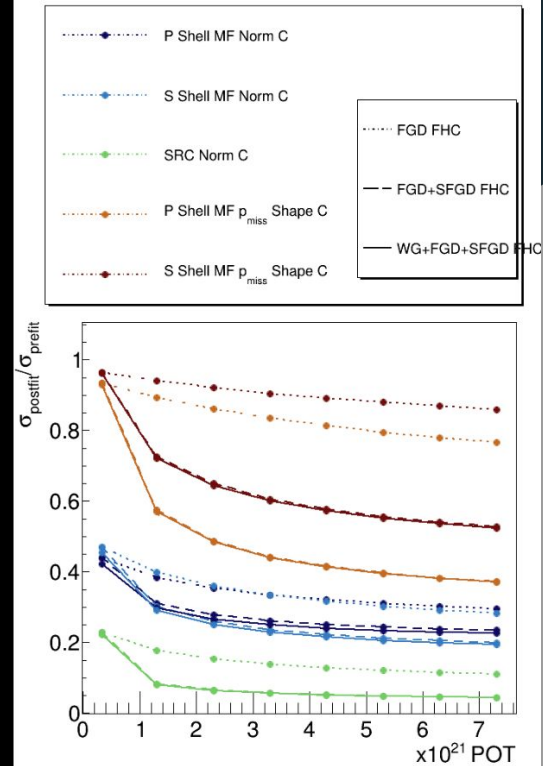 P Shell MF Norm C
S Shell MF Norm C
SRC Norm C
P Shell MF p_miss Shape C
S Shell MF p_miss Shape C
FGD FHC
FGD+SFGD FHC
WG+FGD+SFGD FHC
σ_postfit/σ_prefit
1
0.8
0.6
0.4
0.2
0
0 1 2 3 4 5 6 7
x10^21 POT